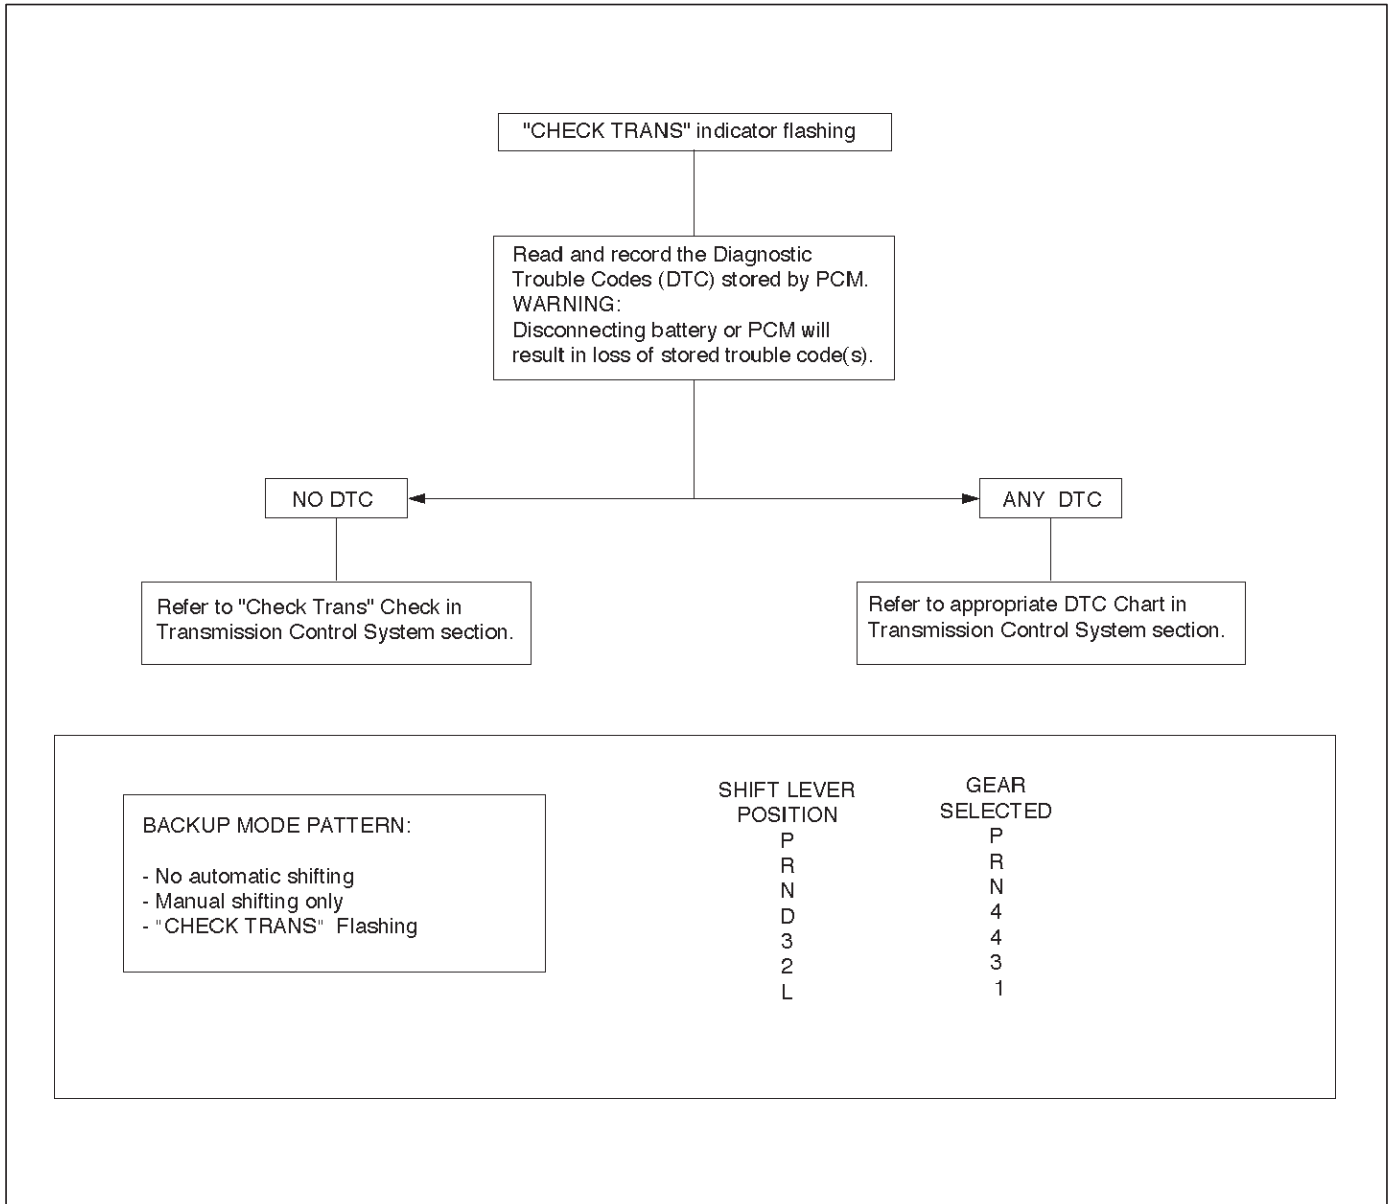 "CHECK TRANS" indicator flashing
Read and record the Diagnostic
Trouble Codes (DTC) stored by PCM.
WARNING:
Disconnecting battery or PCM will
result in loss of stored trouble code(s).
NO DTC
ANY DTC
Refer to "Check Trans" Check in
Transmission Control System section.
Refer to appropriate DTC Chart in
Transmission Control System section.
BACKUP MODE PATTERN:
- No automatic shifting
- Manual shifting only
- "CHECK TRANS" Flashing
SHIFT LEVER
POSITION
P
R
N
D
3
2
L
GEAR
SELECTED
P
R
N
4
4
3
1